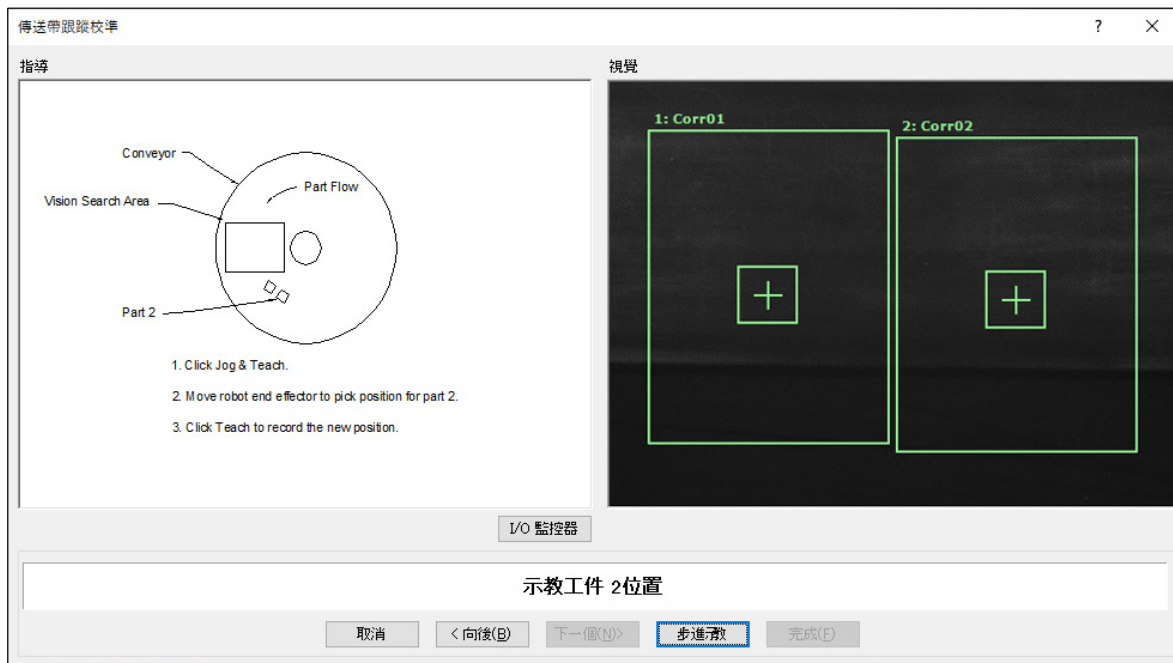 傳送帶跟蹤校準
指導
視覺
Conveyor
Vision Search Area
Part Flow
Part 2
1. Click Jog & Teach.
2. Move robot end effector to pick position for part 2.
3. Click Teach to record the new position.
1: Corr01
2: Corr02
I/O 監控器
示教工件 2位置
取消
< 向後(B)
下一個(N)>
步進示教
完成(F)